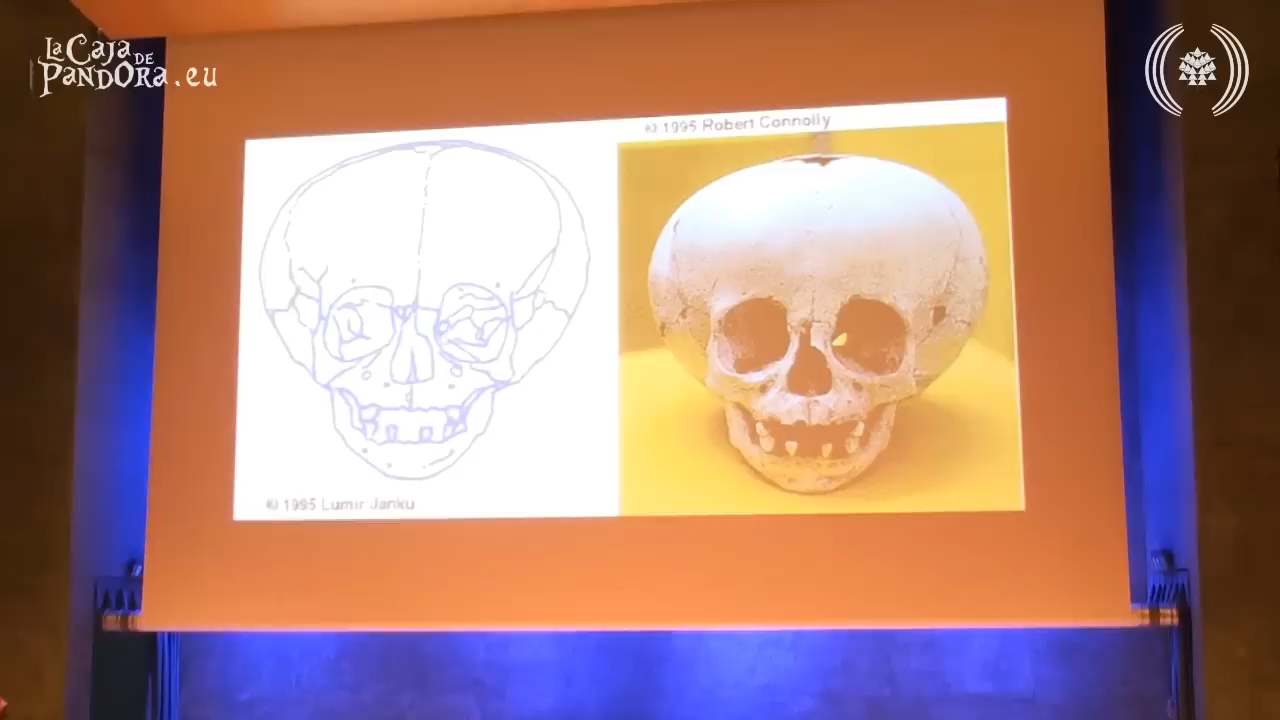 La Caja
de
Pandora.eu
© 1995 Robert Connolly
© 1995 Lumir Janku